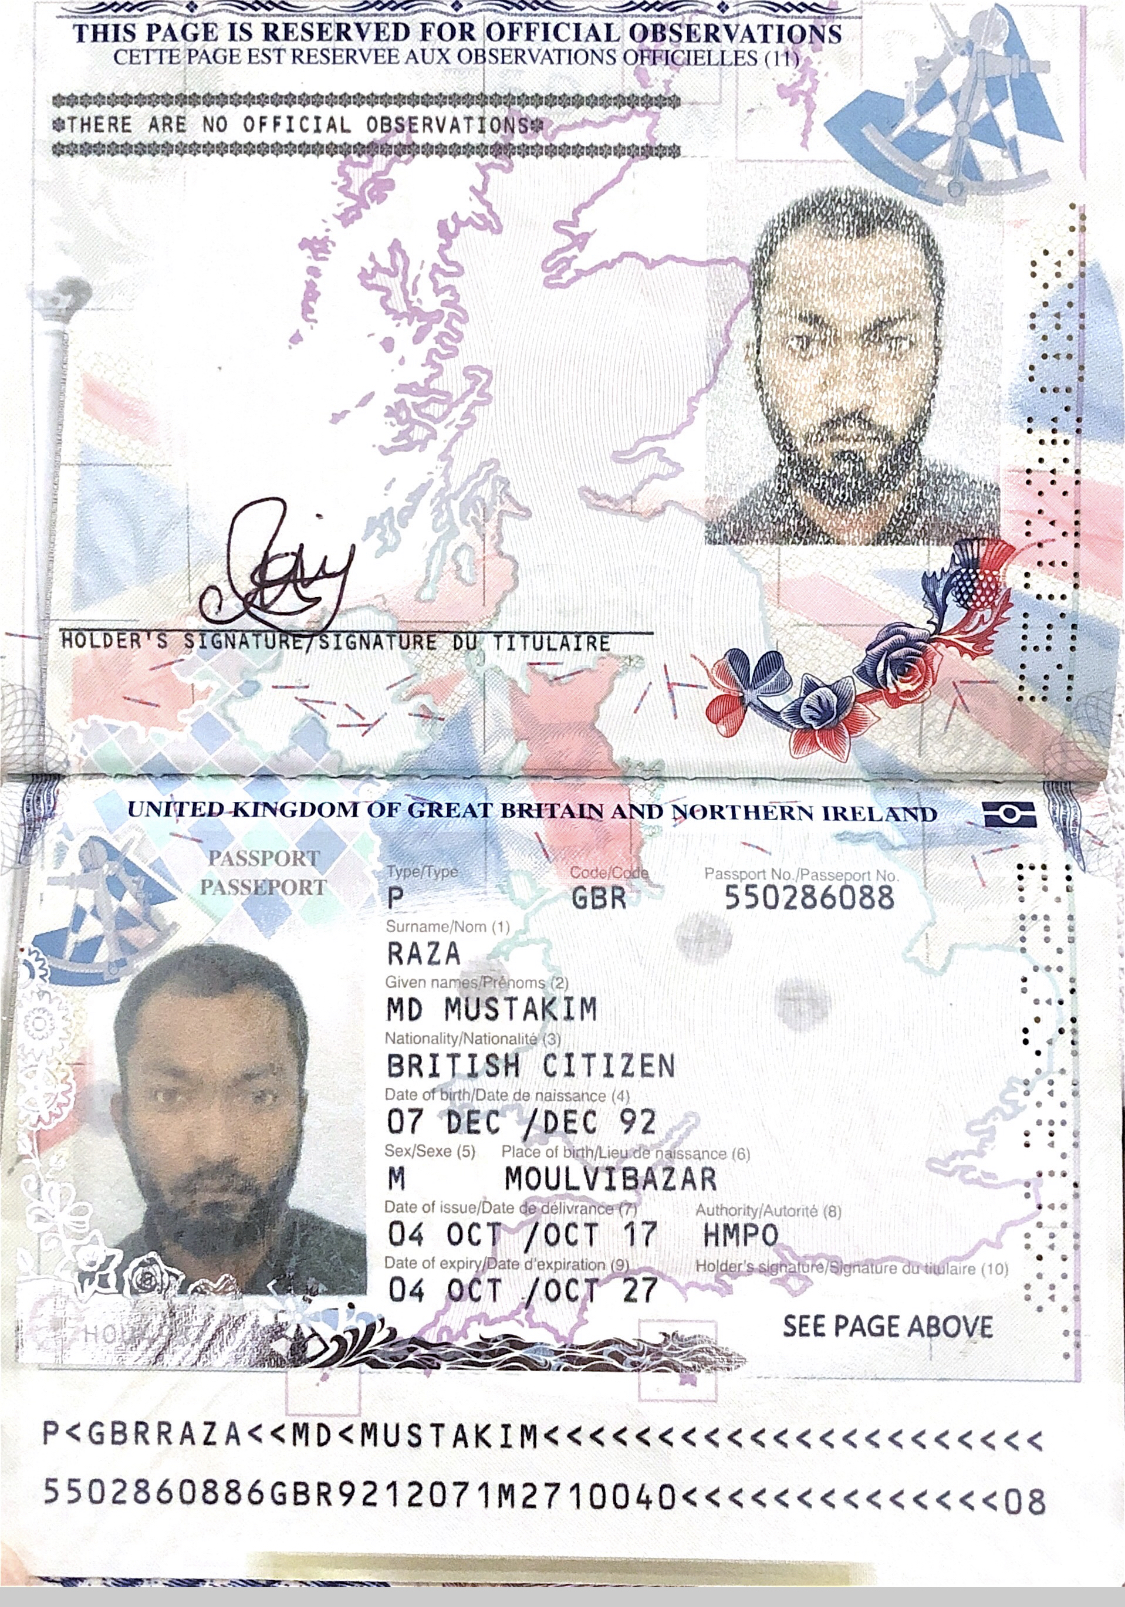 THIS PAGE IS RESERVED FOR OFFICIAL OBSERVATIONS
CETTE PAGE EST RESERVEE AUX OBSERVATIONS OFFICIELLES (11)
THERE ARE NO OFFICIAL OBSERVATIONS
HOLDER'S SIGNATURE/SIGNATURE DU TITULAIRE
UNITED KINGDOM OF GREAT BRITAIN AND NORTHERN IRELAND
PASSPORT
PASSEPORT
Type/Type Code/Code Passport No./Passeport No.
P GBR 550286088
Surname/Nom (1)
RAZA
Given names/Prénoms (2)
MD MUSTAKIM
Nationality/Nationalité (3)
BRITISH CITIZEN
Date of birth/Date de naissance (4)
07 DEC /DEC 92
Sex/Sexe (5) Place of birth/Lieu de naissance (6)
M MOULVIBAZAR
Date of issue/Date de délivrance (7) Authority/Autorité (8)
04 OCT /OCT 17 HMPO
Date of expiry/Date d'expiration (9) Holder's signature/Signature du titulaire (10)
04 OCT /OCT 27
SEE PAGE ABOVE
P<GBRRAZA<<MD<MUSTAKIM<<<<<<<<<<<<<<<<<<<<<<
5502860886GBR9212071M2710040<<<<<<<<<<<<<<08